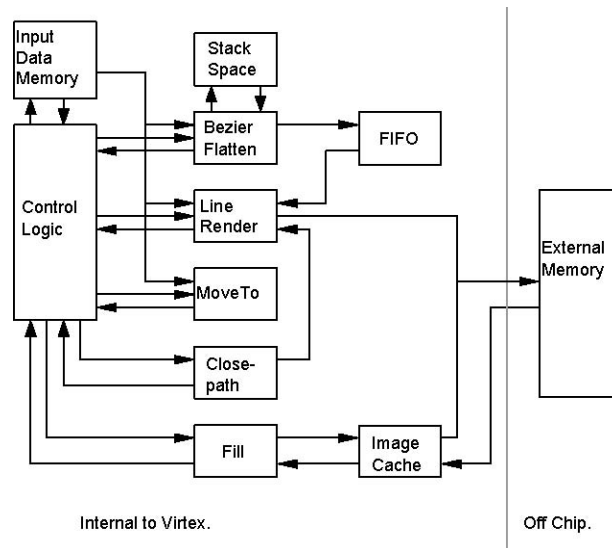 Input
Data
Memory
Stack
Space
Bezier
Flatten
FIFO
Control
Logic
Line
Render
External
Memory
MoveTo
Close-
path
Fill
Image
Cache
Internal to Virtex.
Off Chip.